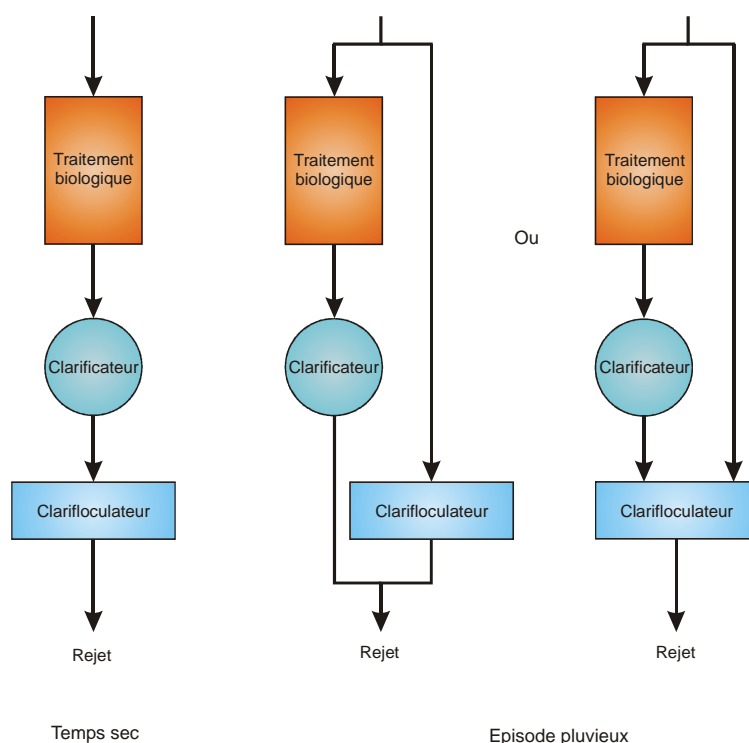 Traitement
biologique
Clarificateur
Clarifloculateur
Rejet
Temps sec
Traitement
biologique
Clarificateur
Clarifloculateur
Rejet
Ou
Traitement
biologique
Clarificateur
Clarifloculateur
Rejet
Episode pluvieux